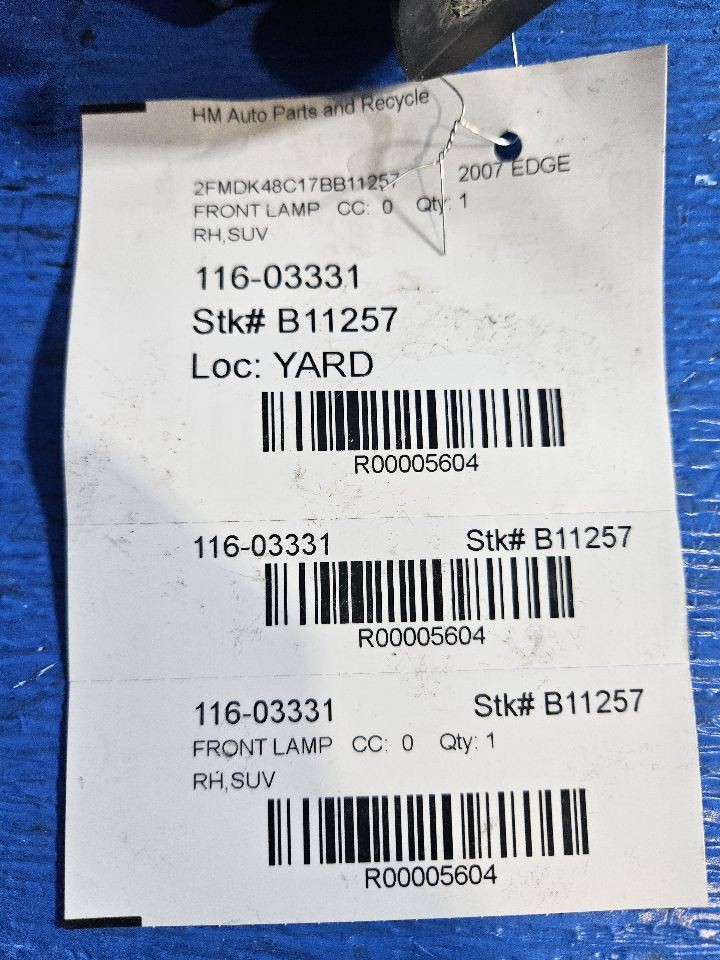 HM Auto Parts and Recycle
2FMDK48C17BB11257 2007 EDGE
FRONT LAMP CC: 0 Qty: 1
RH,SUV
116-03331
Stk# B11257
Loc: YARD
R00005604
116-03331 Stk# B11257
R00005604
116-03331 Stk# B11257
FRONT LAMP CC: 0 Qty: 1
RH,SUV
R00005604